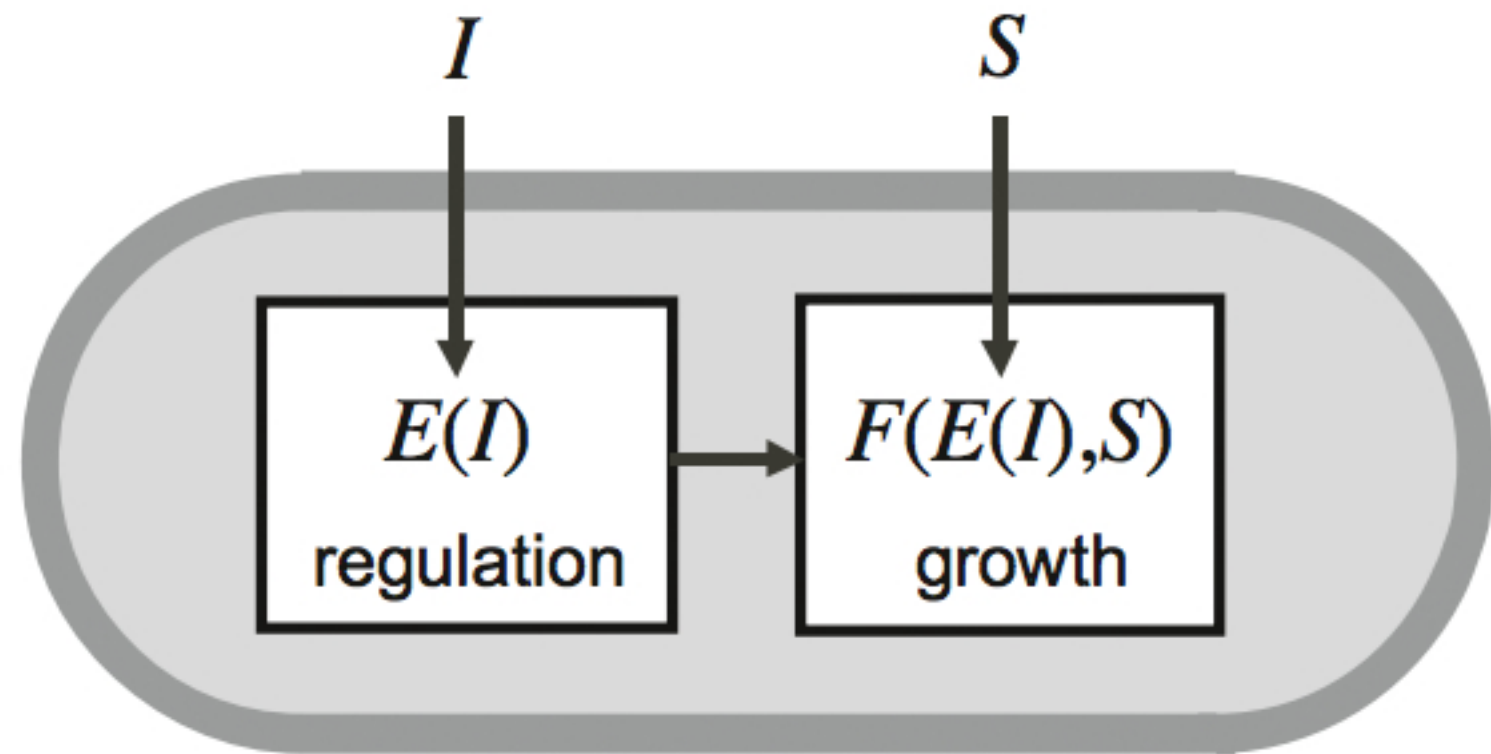 I
S
E(I)
regulation
F(E(I),S)
growth